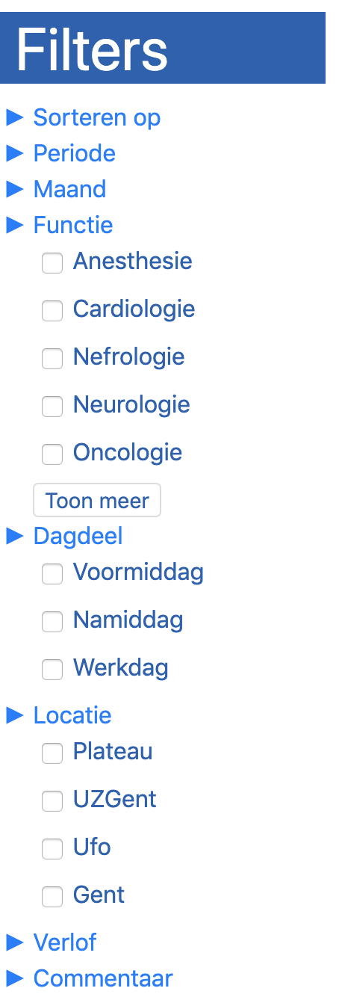 Filters
Sorteren op
Periode
Maand
Functie
Anesthesie
Cardiologie
Nefrologie
Neurologie
Oncologie
Toon meer
Dagdeel
Voormiddag
Namiddag
Werkdag
Locatie
Plateau
UZGent
Ufo
Gent
Verlof
Commentaar